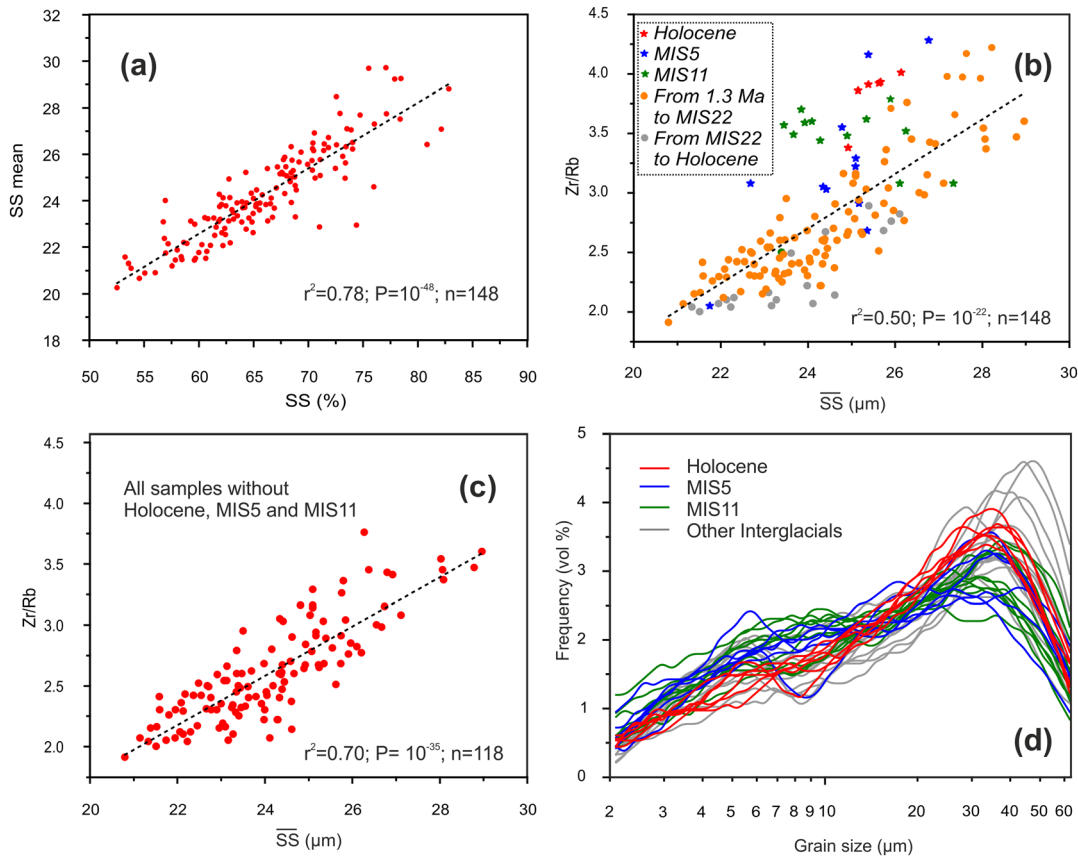 (a)
32
30
28
26
24
22
20
18
SS mean
r²=0.78; P=10⁻⁴⁸; n=148
50 55 60 65 70 75 80 85 90
SS (%)
(b)
Holocene
MIS5
MIS11
From 1.3 Ma
to MIS22
From MIS22
to Holocene
4.5
4.0
3.5
3.0
2.5
2.0
Zr/Rb
r²=0.50; P= 10⁻²²; n=148
20 22 24 26 28 30
S̅S̅ (µm)
(c)
All samples without
Holocene, MIS5 and MIS11
4.5
4.0
3.5
3.0
2.5
2.0
Zr/Rb
r²=0.70; P= 10⁻³⁵; n=118
20 22 24 26 28 30
S̅S̅ (µm)
Holocene
MIS5
MIS11
Other Interglacials
(d)
5
4
3
2
1
0
Frequency (vol %)
2 3 4 5 6 7 8 9 10 20 30 40 50 60
Grain size (µm)